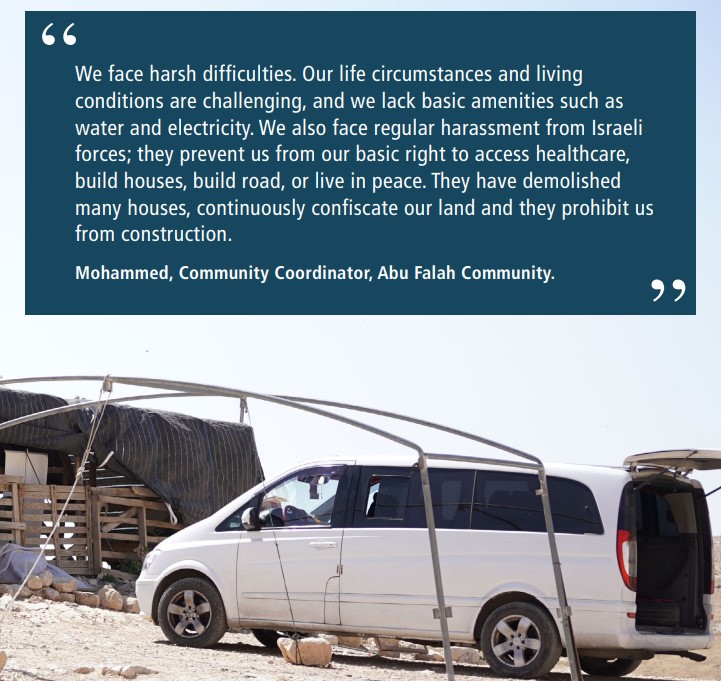 “
We face harsh difficulties. Our life circumstances and living
conditions are challenging, and we lack basic amenities such as
water and electricity. We also face regular harassment from Israeli
forces; they prevent us from our basic right to access healthcare,
build houses, build road, or live in peace. They have demolished
many houses, continuously confiscate our land and they prohibit us
from construction.
Mohammed, Community Coordinator, Abu Falah Community.
”